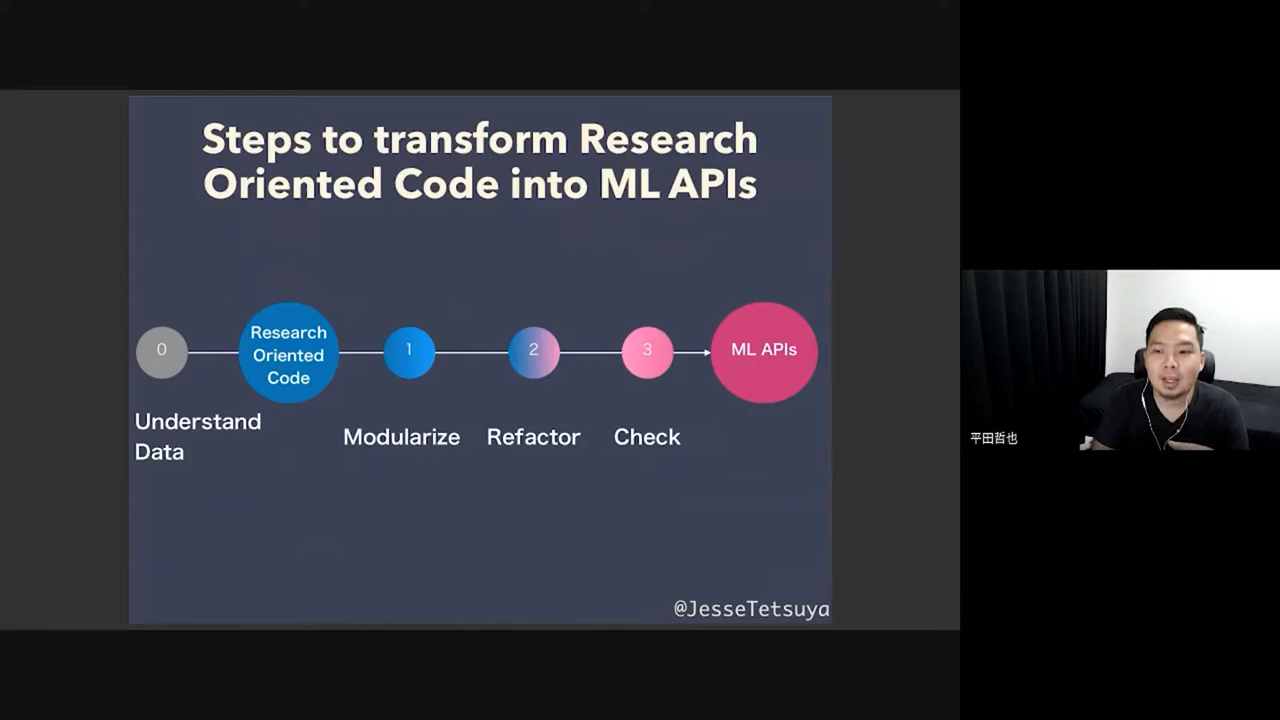 Steps to transform Research
Oriented Code into ML APIs
0
Research
Oriented
Code
1
2
3
ML APIs
Understand
Data
Modularize
Refactor
Check
@JesseTetsuya
平田哲也